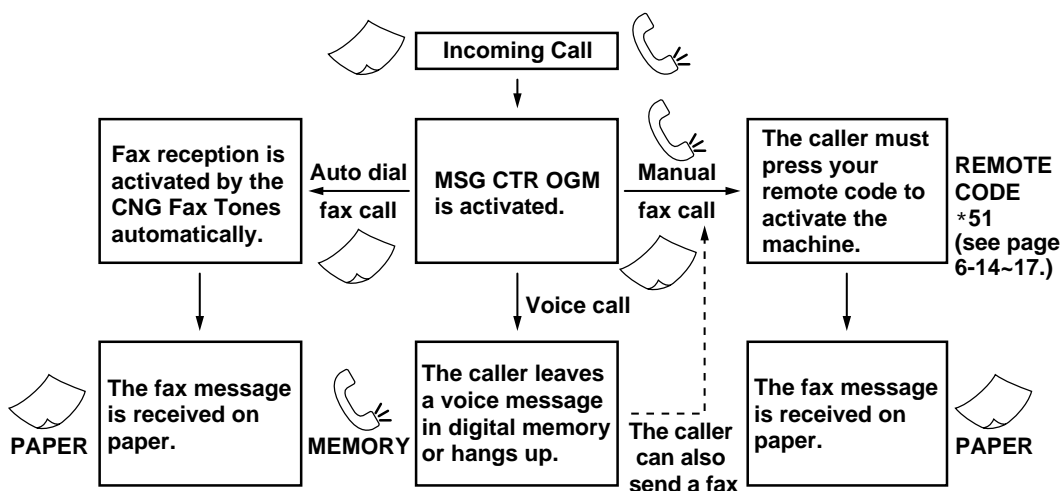 Incoming Call
Fax reception is
activated by the
CNG Fax Tones
automatically.
Auto dial
fax call
MSG CTR OGM
is activated.
Manual
fax call
The caller must
press your
remote code to
activate the
machine.
REMOTE
CODE
*51
(see page
6-14~17.)
Voice call
PAPER
The fax message
is received on
paper.
MEMORY
The caller leaves
a voice message
in digital memory
or hangs up.
The caller
can also
send a fax
The fax message
is received on
paper.
PAPER